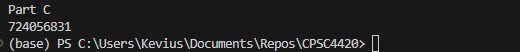 Part C
724056831
(base) PS C:\Users\Kevius\Documents\Repos\CPSC4420>